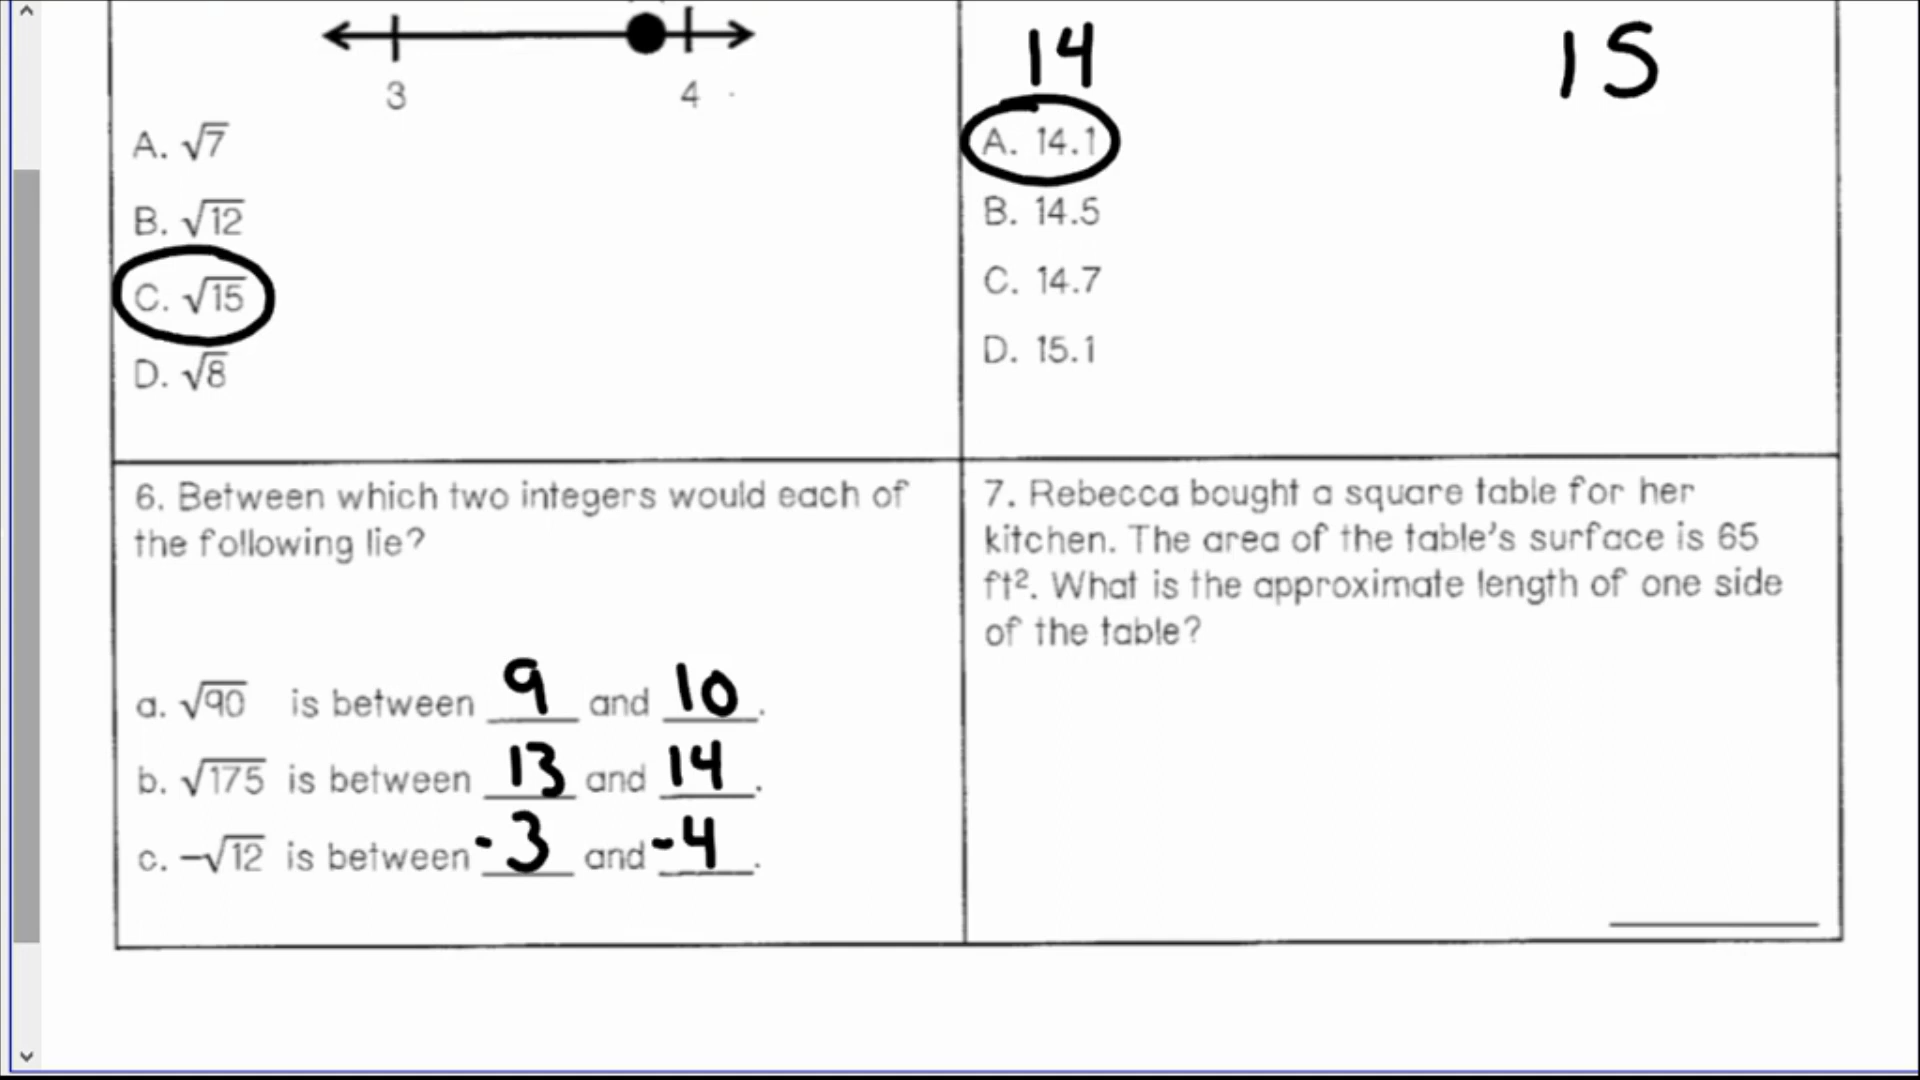 3 4
A. √7
B. √12
C. √15
D. √8
14 15
A. 14.1
B. 14.5
C. 14.7
D. 15.1
6. Between which two integers would each of
the following lie?
a. √90 is between 9 and 10.
b. √175 is between 13 and 14.
c. -√12 is between -3 and -4.
7. Rebecca bought a square table for her
kitchen. The area of the table's surface is 65
ft². What is the approximate length of one side
of the table?